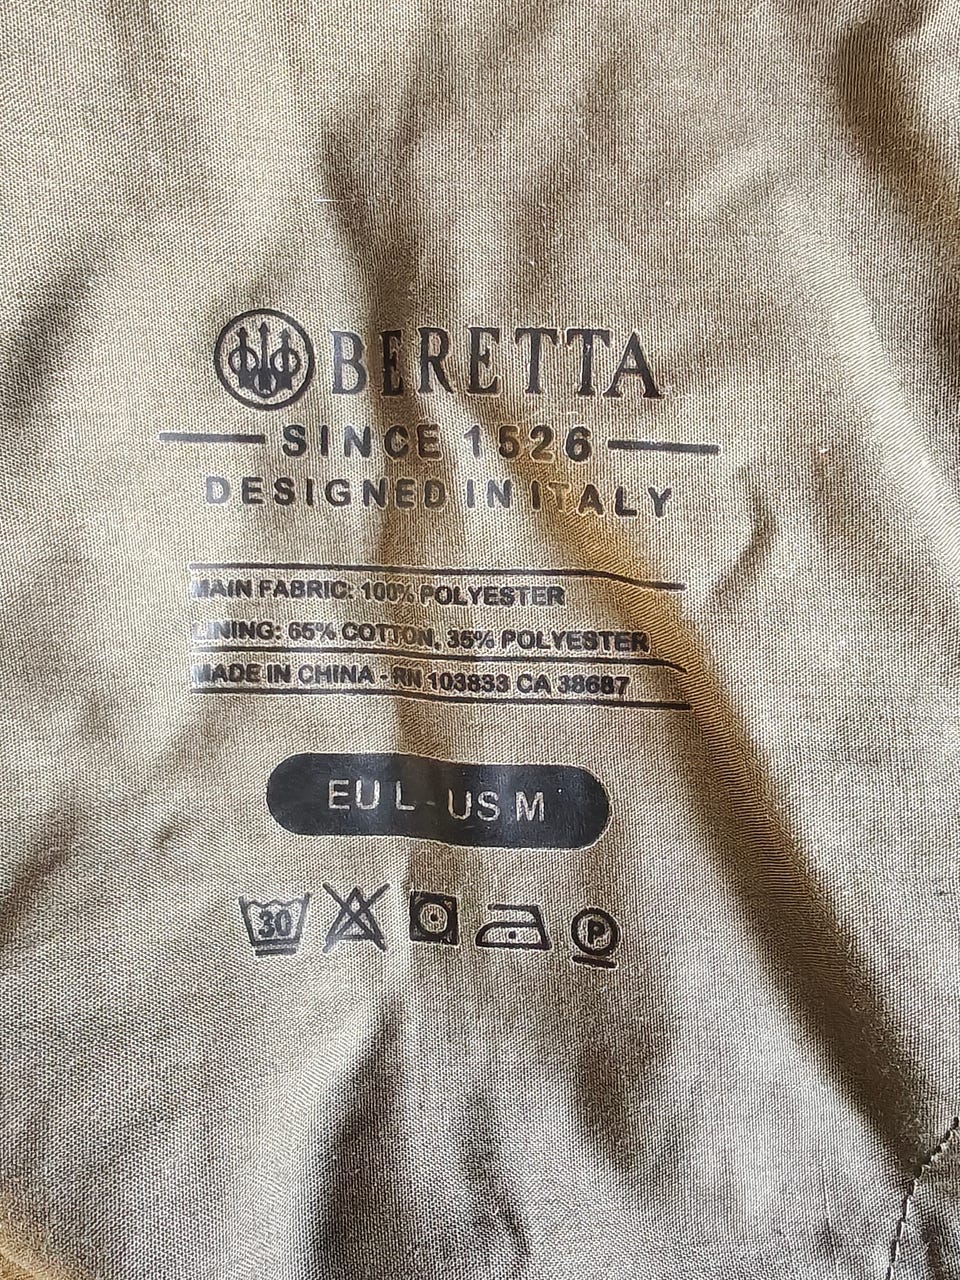 BERETTA
SINCE 1526
DESIGNED IN ITALY
MAIN FABRIC: 100% POLYESTER
LINING: 65% COTTON, 35% POLYESTER
MADE IN CHINA - RN 103833 CA 38687
EU L - US M
30 P